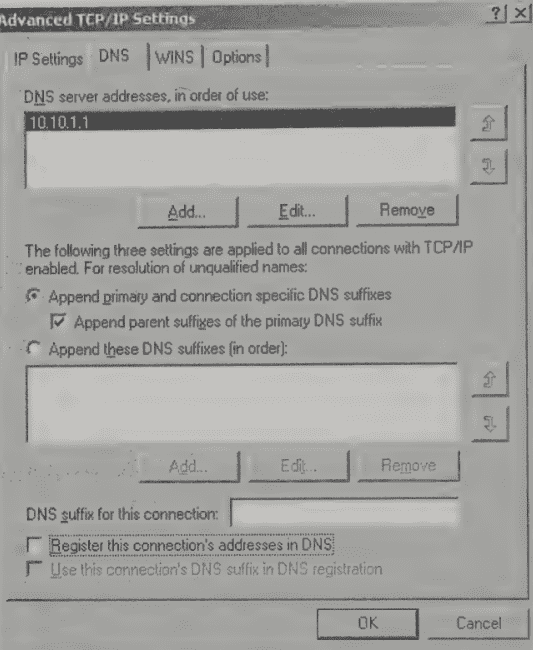 Advanced TCP/IP Settings
? X
IP Settings DNS WINS Options
DNS server addresses, in order of use:
10.10.1.1
Add... Edit... Remove
The following three settings are applied to all connections with TCP/IP
enabled. For resolution of unqualified names:
Append primary and connection specific DNS suffixes
Append parent suffixes of the primary DNS suffix
Append these DNS suffixes (in order):
Add... Edit... Remove
DNS suffix for this connection:
Register this connection's addresses in DNS
Use this connection's DNS suffix in DNS registration
OK Cancel